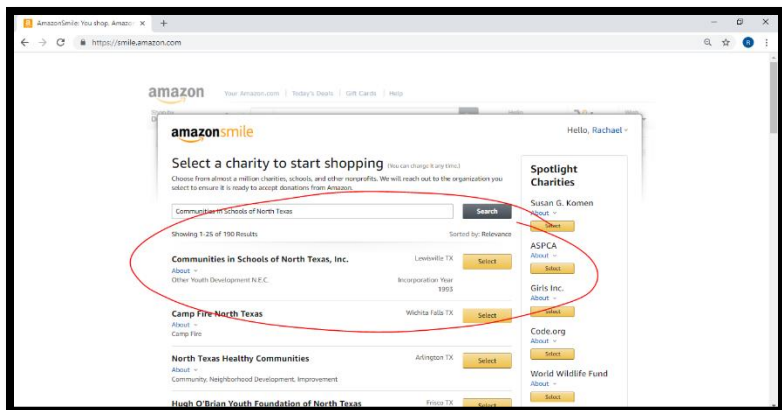 AmazonSmile: You shop. Amazon
https://smile.amazon.com
R
amazon
Your Amazon.com | Today's Deals | Gift Cards | Help
amazonsmile
Hello, Rachael
Select a charity to start shopping (You can change it any time.)
Choose from almost a million charities, schools, and other nonprofits. We will reach out to the organization you
select to ensure it is ready to accept donations from Amazon.
Communities in Schools of North Texas
Search
Showing 1-25 of 190 Results
Sorted by: Relevance
Communities in Schools of North Texas, Inc.
Lewisville TX
Select
About
Other Youth Development N.E.C.
Incorporation Year
1993
Camp Fire North Texas
Wichita Falls TX
Select
About
Camp Fire
North Texas Healthy Communities
Arlington TX
Select
About
Community, Neighborhood Development, Improvement
Hugh O'Brian Youth Foundation of North Texas
Frisco TX
Select
Spotlight
Charities
Susan G. Komen
About
Select
ASPCA
About
Select
Girls Inc.
About
Select
Code.org
About
Select
World Wildlife Fund
About
Select